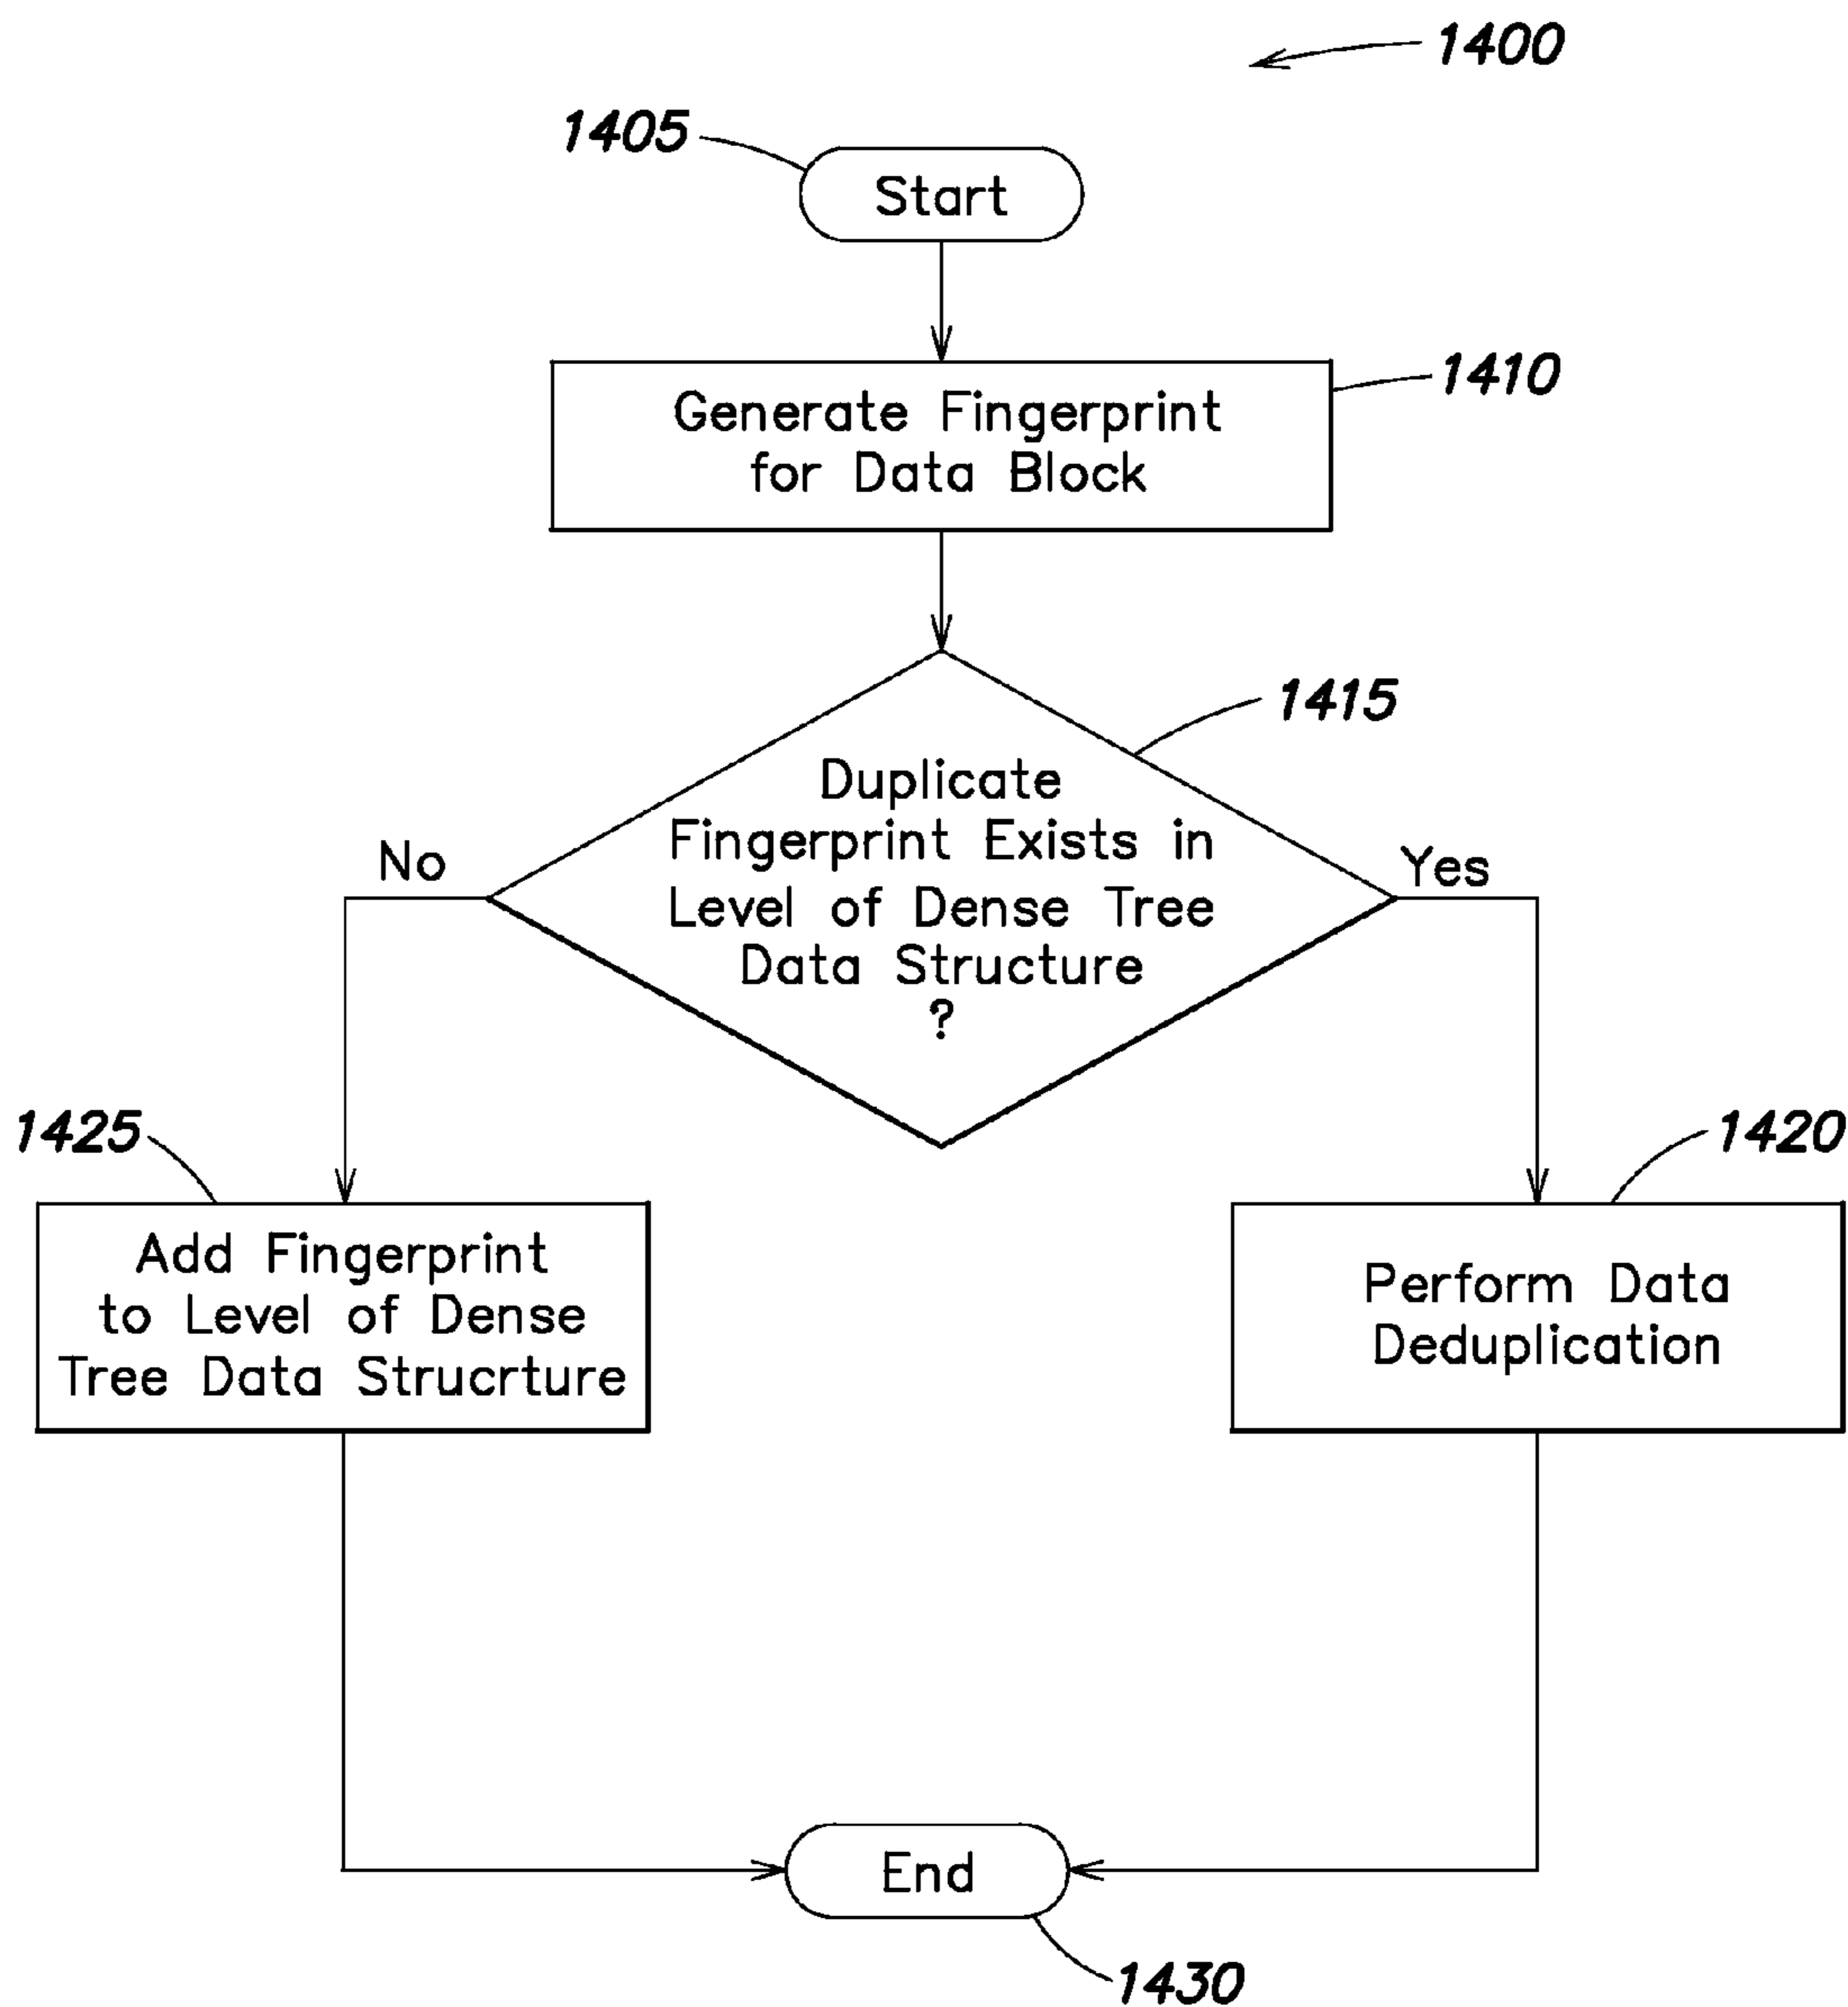 1400
1405
Start
1410
Generate Fingerprint
for Data Block
1415
Duplicate
Fingerprint Exists in
Level of Dense Tree
Data Structure
?
No
Yes
1425
Add Fingerprint
to Level of Dense
Tree Data Strucrture
1420
Perform Data
Deduplication
End
1430